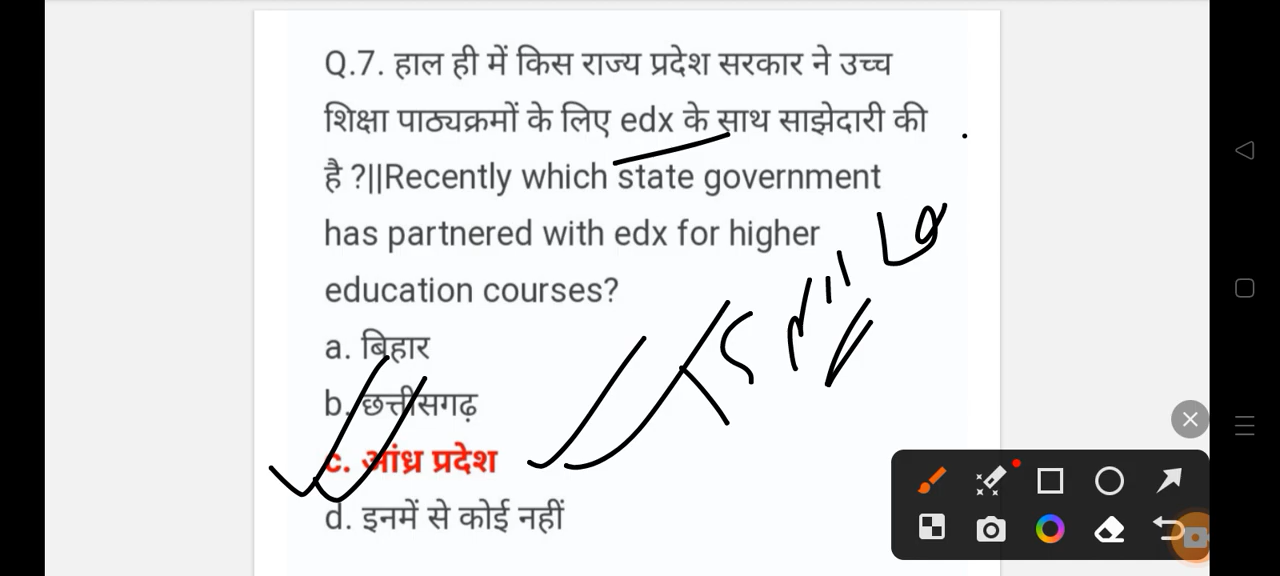 Q.7. हाल ही में किस राज्य प्रदेश सरकार ने उच्च
शिक्षा पाठ्यक्रमों के लिए edx के साथ साझेदारी की
है ?||Recently which state government
has partnered with edx for higher
education courses?
a. बिहार
b. छत्तीसगढ़
c. आंध्र प्रदेश
d. इनमें से कोई नहीं